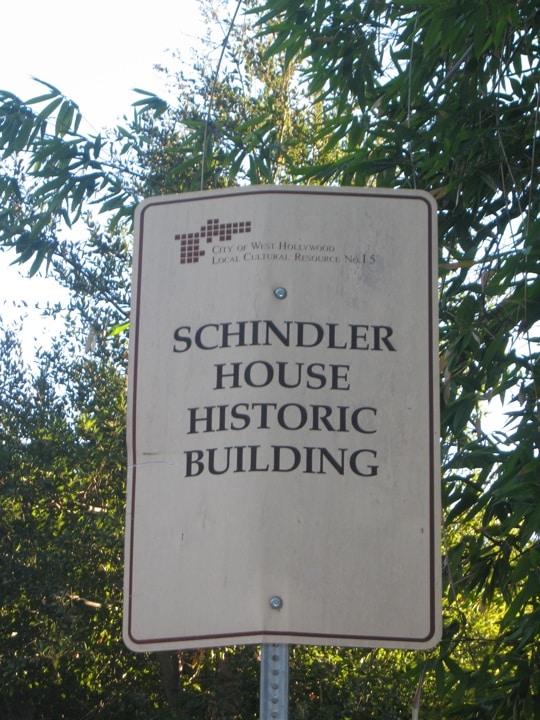 CITY OF WEST HOLLYWOOD
LOCAL CULTURAL RESOURCE NO.15
SCHINDLER
HOUSE
HISTORIC
BUILDING